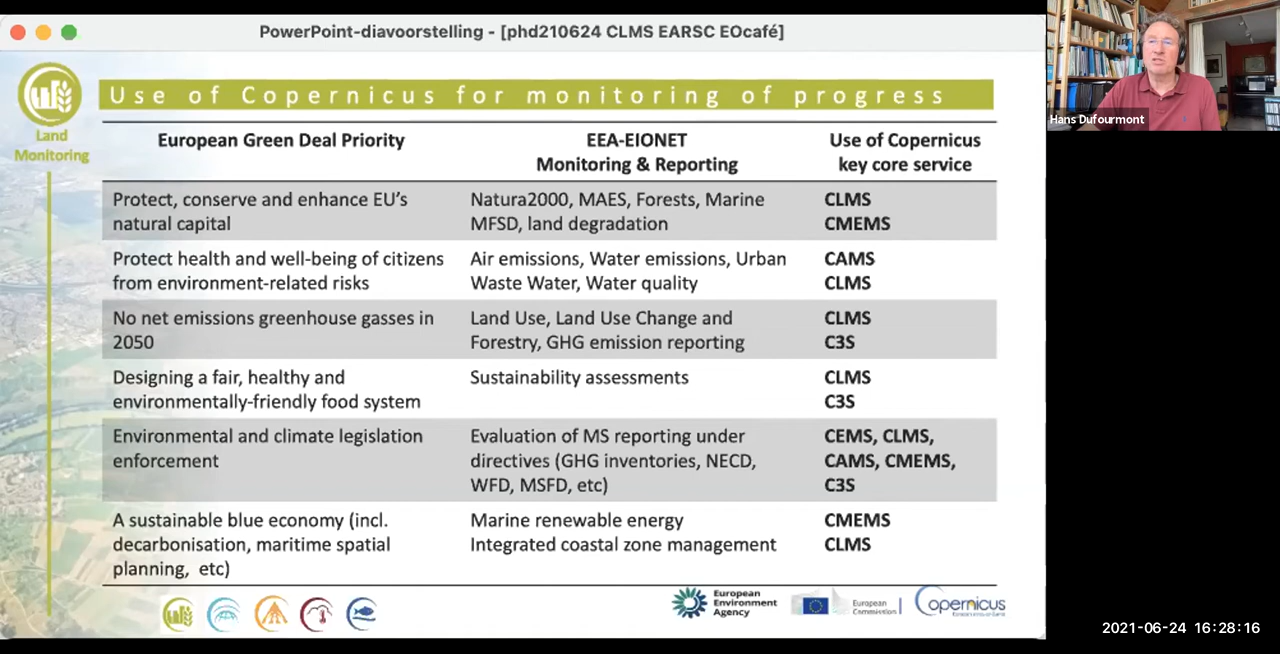 PowerPoint-diavoorstelling - [phd210624 CLMS EARSC EOcafé]
Hans Dufourmont
Land
Monitoring
Use of Copernicus for monitoring of progress
European Green Deal Priority
EEA-EIONET
Monitoring & Reporting
Use of Copernicus
key core service
Protect, conserve and enhance EU's
natural capital
Natura2000, MAES, Forests, Marine
MFSD, land degradation
CLMS
CMEMS
Protect health and well-being of citizens
from environment-related risks
Air emissions, Water emissions, Urban
Waste Water, Water quality
CAMS
CLMS
No net emissions greenhouse gasses in
2050
Land Use, Land Use Change and
Forestry, GHG emission reporting
CLMS
C3S
Designing a fair, healthy and
environmentally-friendly food system
Sustainability assessments
CLMS
C3S
Environmental and climate legislation
enforcement
Evaluation of MS reporting under
directives (GHG inventories, NECD,
WFD, MSFD, etc)
CEMS, CLMS,
CAMS, CMEMS,
C3S
A sustainable blue economy (incl.
decarbonisation, maritime spatial
planning, etc)
Marine renewable energy
Integrated coastal zone management
CMEMS
CLMS
European
Environment
Agency
European
Commission
Copernicus
2021-06-24 16:28:16